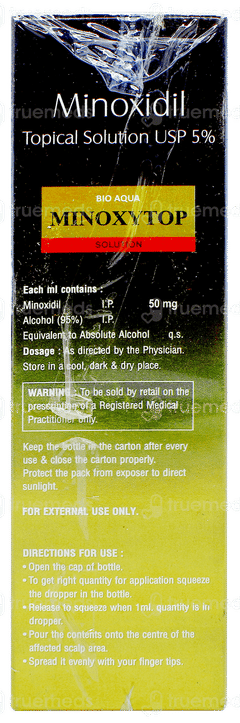 Minoxidil
Topical Solution USP 5%
BIO AQUA
MINOXYTOP
SOLUTION
Each ml contains :
Minoxidil I.P. 50 mg
Alcohol (95%) I.P.
Equivalent to Absolute Alcohol q.s.
Dosage : As directed by the Physician.
Store in a cool, dark & dry place.
WARNING : To be sold by retail on the
prescription of a Registered Medical
Practitioner only.
Keep the bottle in the carton after every
use & close the carton properly.
Protect the pack from exposer to direct
sunlight.
FOR EXTERNAL USE ONLY.
DIRECTIONS FOR USE :
• Open the cap of bottle.
• To get right quantity for application squeeze
the dropper in the bottle.
• Release to squeeze when 1mL quantity is in
dropper.
• Pour the contents onto the centre of the
affected scalp area.
• Spread it evenly with your finger tips.